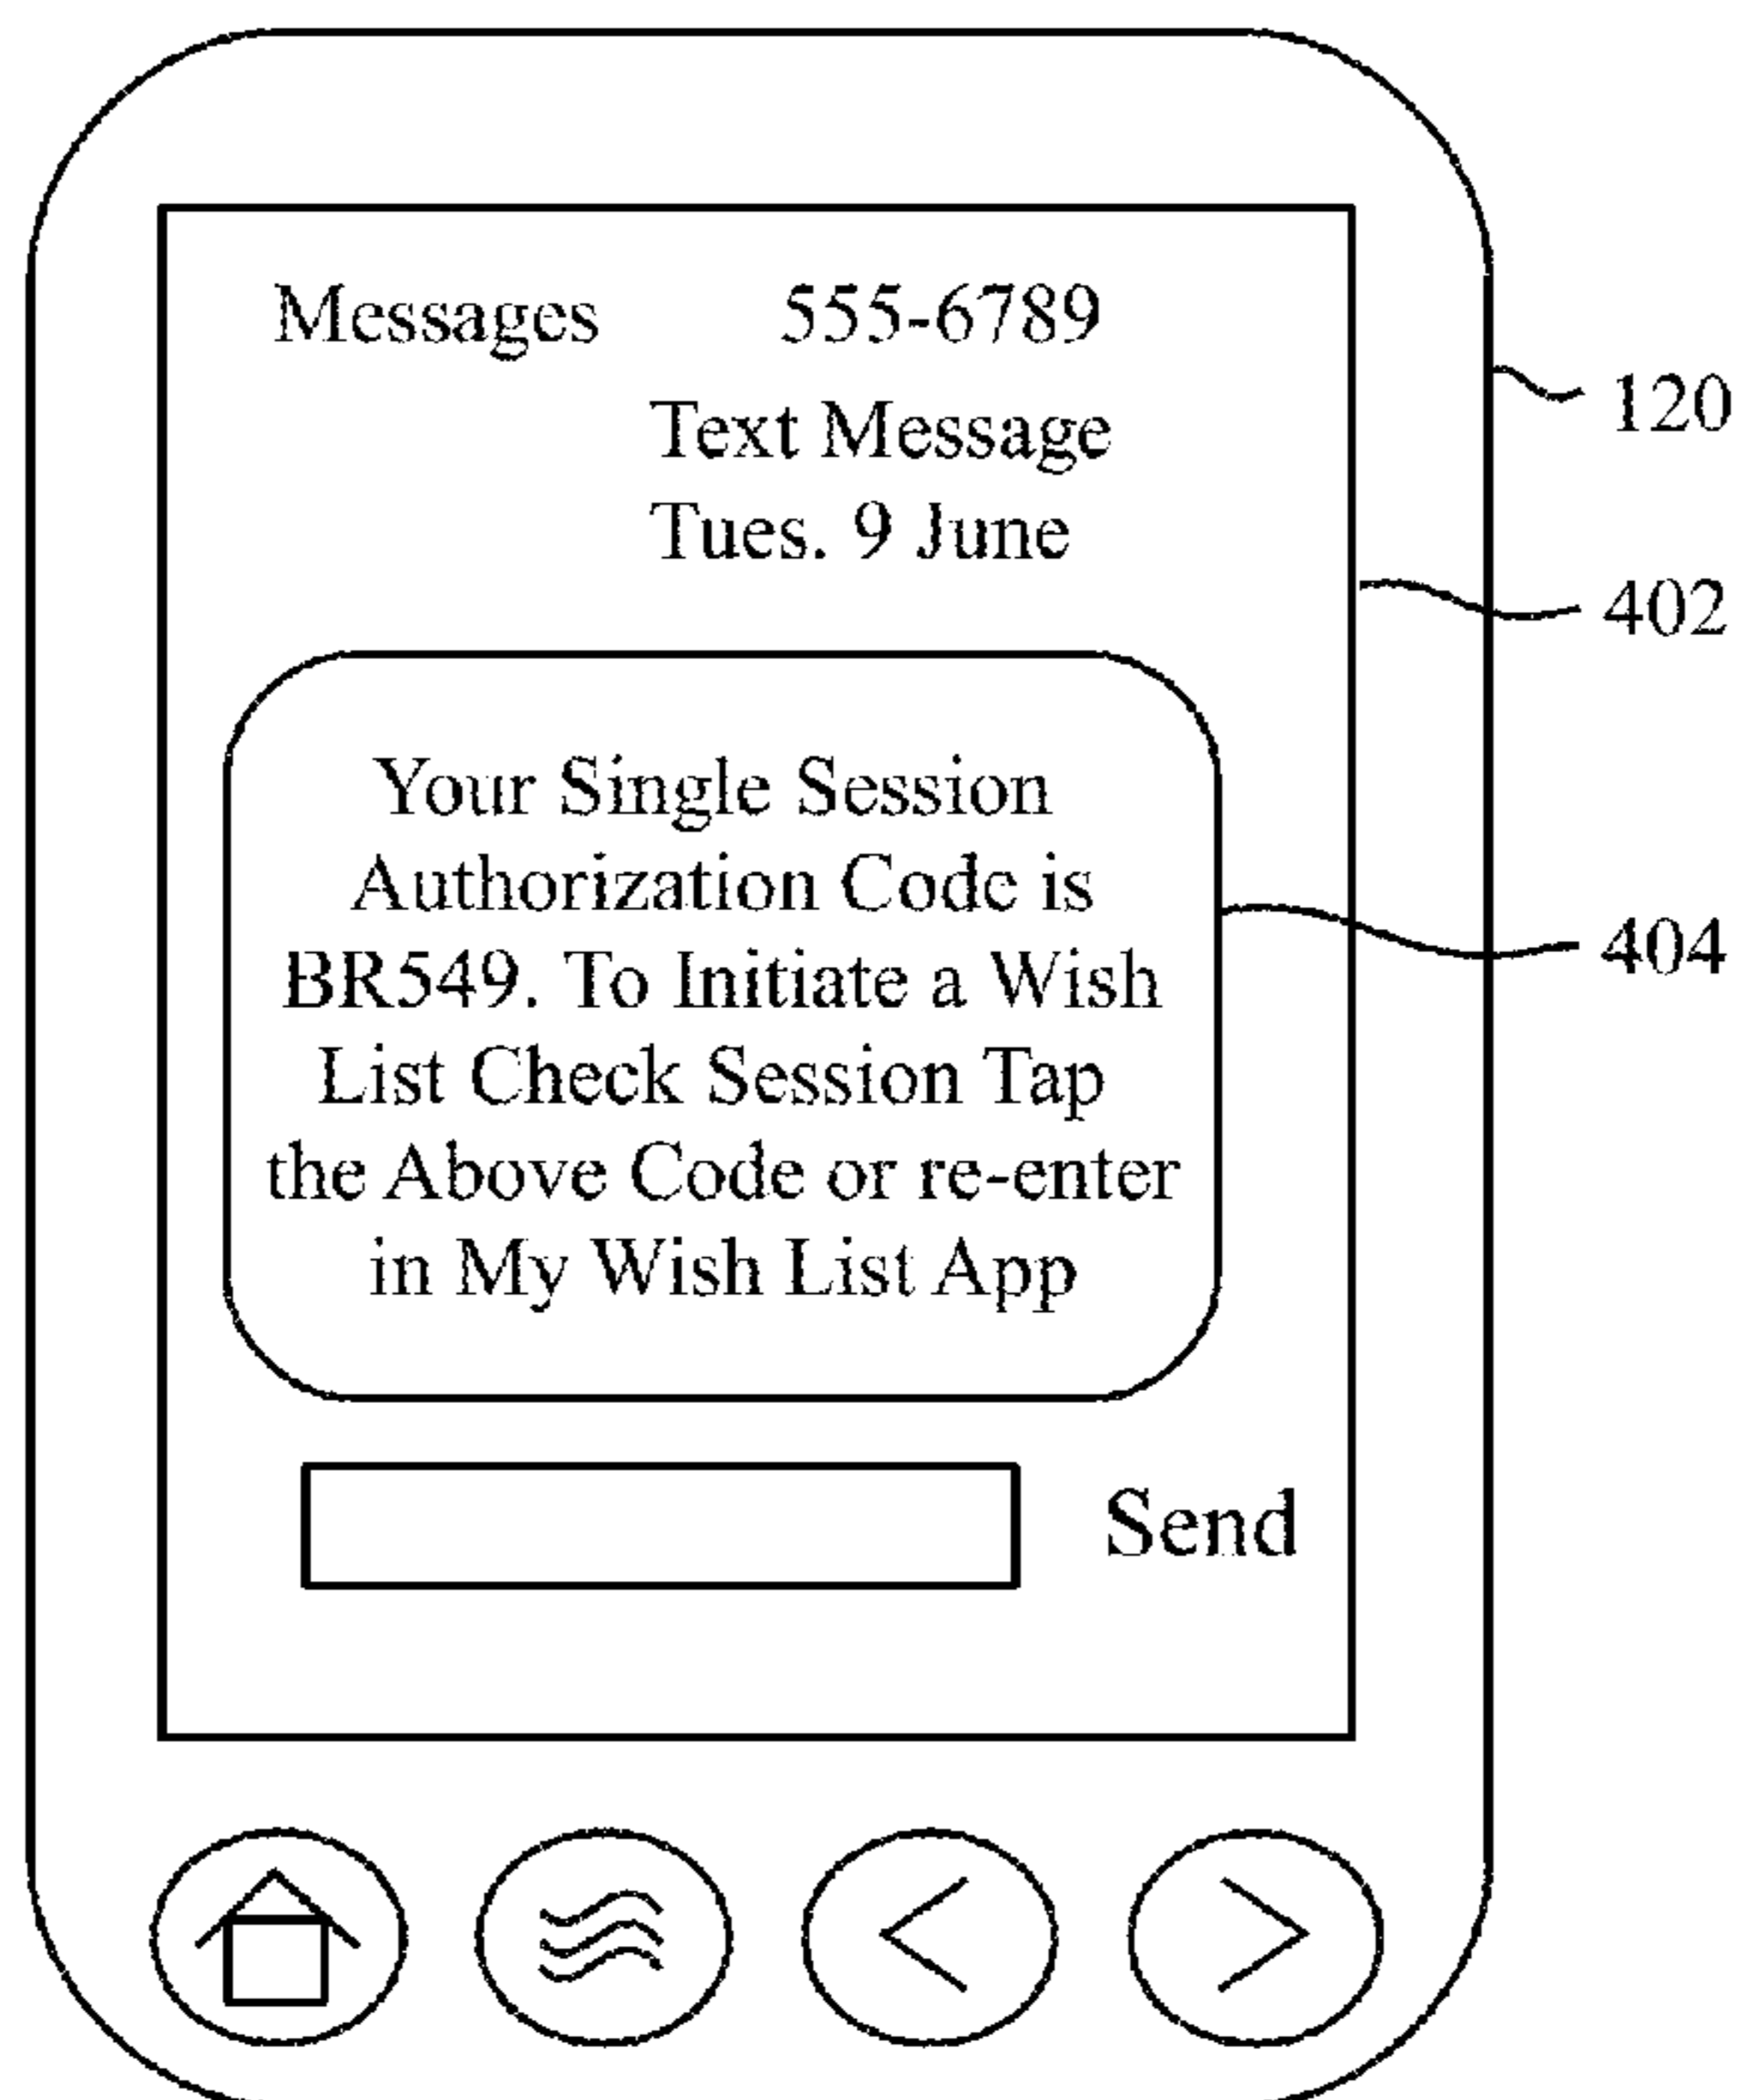 Messages 555-6789
Text Message
Tues. 9 June
120
402
Your Single Session
Authorization Code is
BR549. To Initiate a Wish
List Check Session Tap
the Above Code or re-enter
in My Wish List App
404
Send